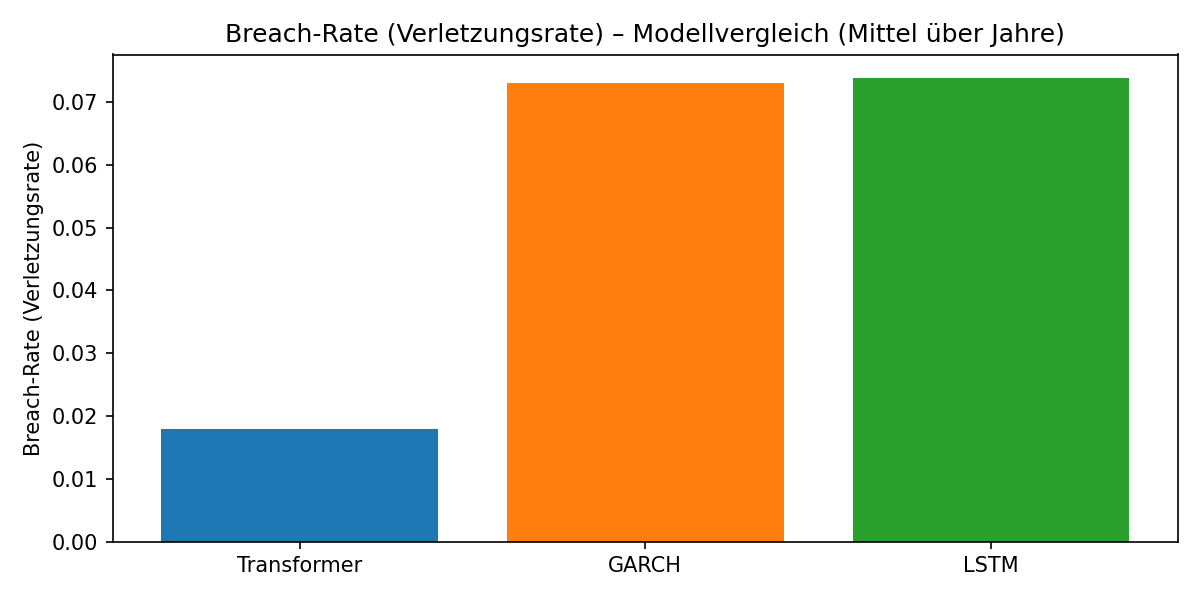 Breach-Rate (Verletzungsrate) – Modellvergleich (Mittel über Jahre)
Breach-Rate (Verletzungsrate)
0.07
0.06
0.05
0.04
0.03
0.02
0.01
0.00
Transformer GARCH LSTM